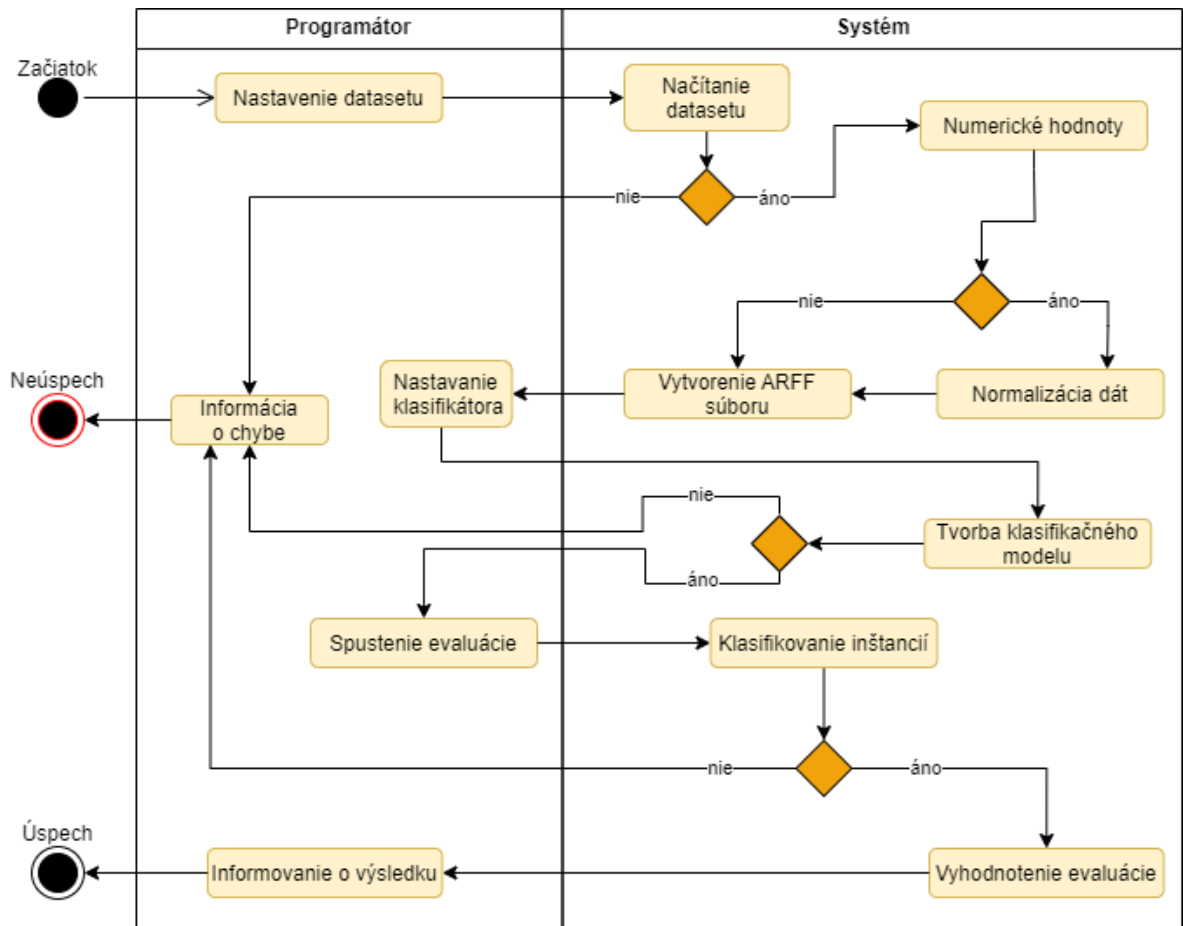 Programátor
Systém
Začiatok
Nastavenie datasetu
Načítanie
datasetu
Numerické hodnoty
nie
áno
nie
áno
Neúspech
Informácia
o chybe
Nastavanie
klasifikátora
Vytvorenie ARFF
súboru
Normalizácia dát
nie
Tvorba klasifikačného
modelu
áno
Spustenie evaluácie
Klasifikovanie inštancií
nie
áno
Úspech
Informovanie o výsledku
Vyhodnotenie evaluácie